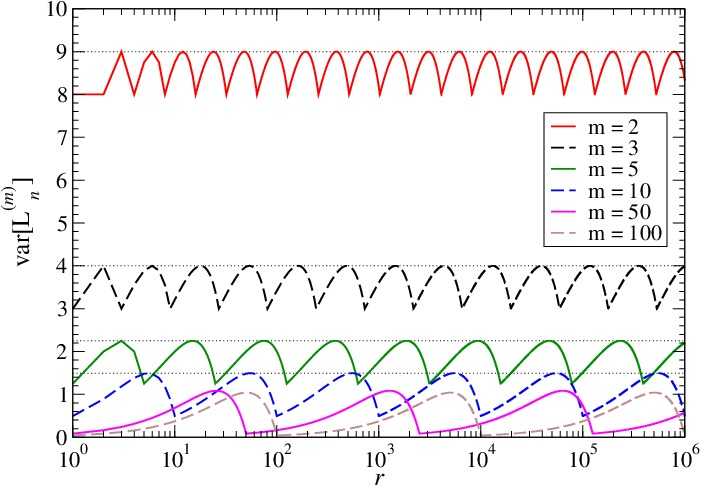 10
9
8
7
6
5
4
3
2
1
0
var[L_n^(m)]
m = 2
m = 3
m = 5
m = 10
m = 50
m = 100
10^0 10^1 10^2 10^3 10^4 10^5 10^6
r